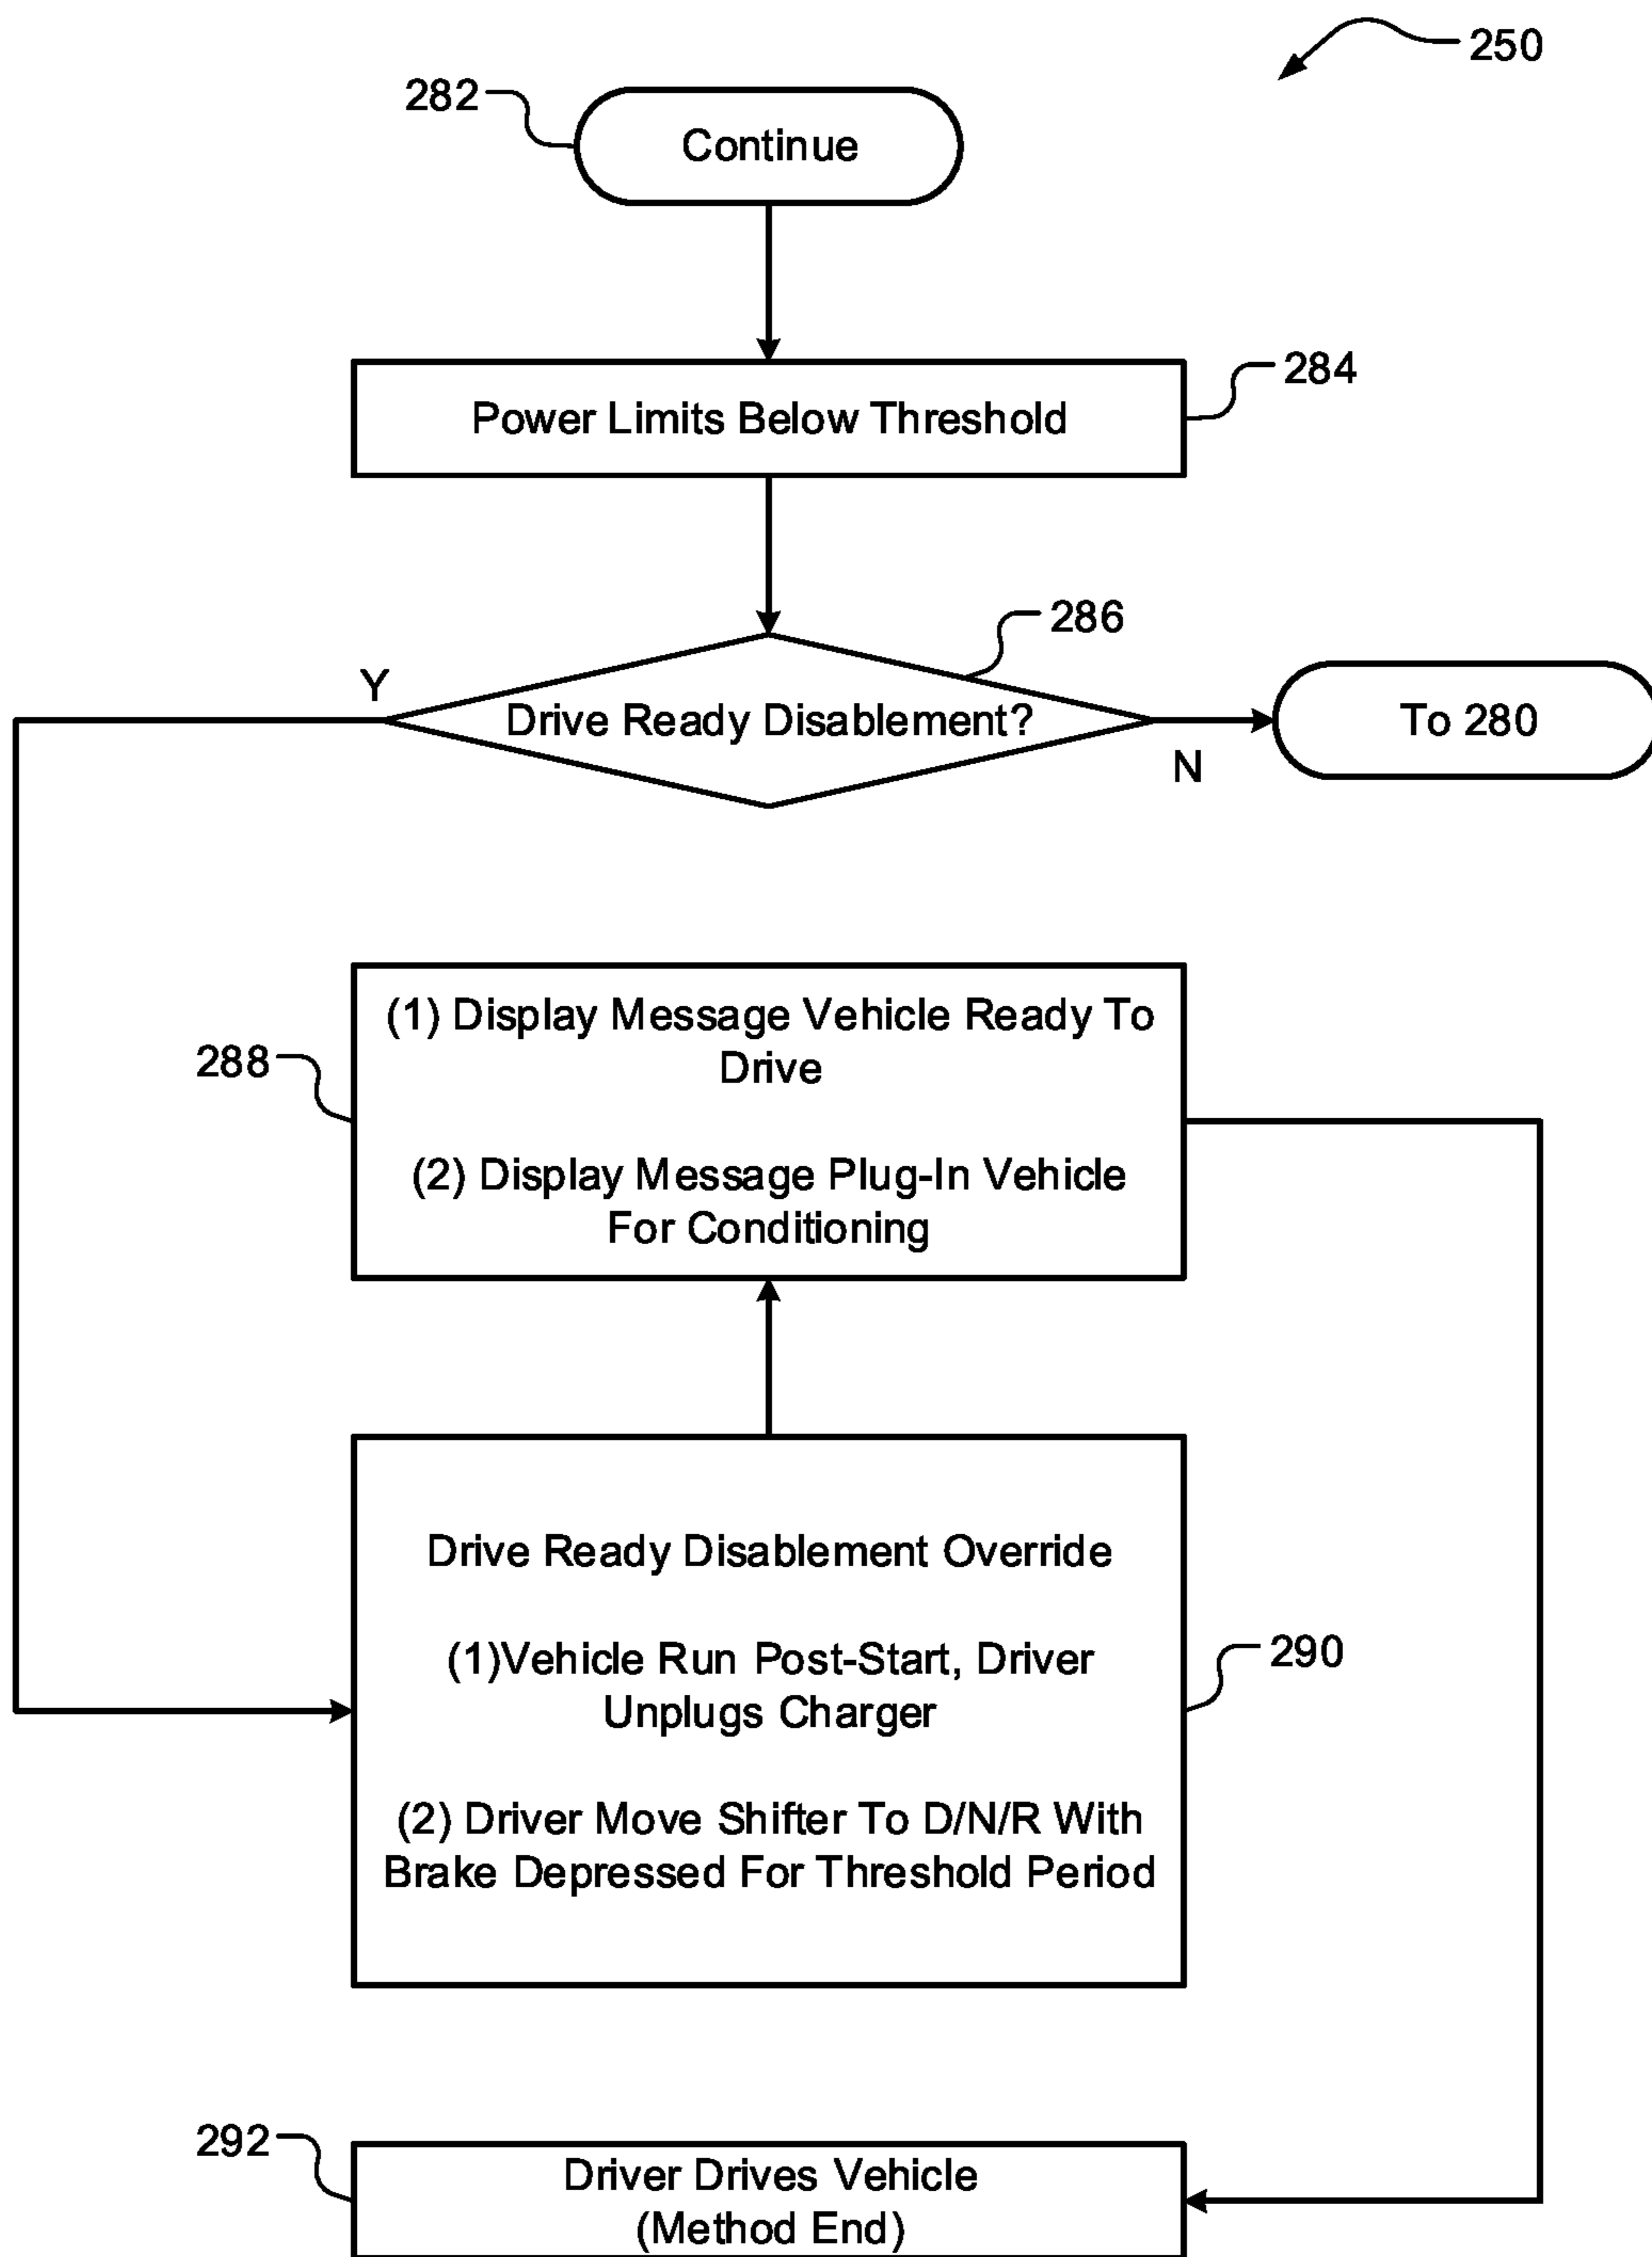 250
282
Continue
284
Power Limits Below Threshold
286
Y
Drive Ready Disablement?
N
To 280
288
(1) Display Message Vehicle Ready To
Drive
(2) Display Message Plug-In Vehicle
For Conditioning
Drive Ready Disablement Override
290
(1)Vehicle Run Post-Start, Driver
Unplugs Charger
(2) Driver Move Shifter To D/N/R With
Brake Depressed For Threshold Period
292
Driver Drives Vehicle
(Method End)